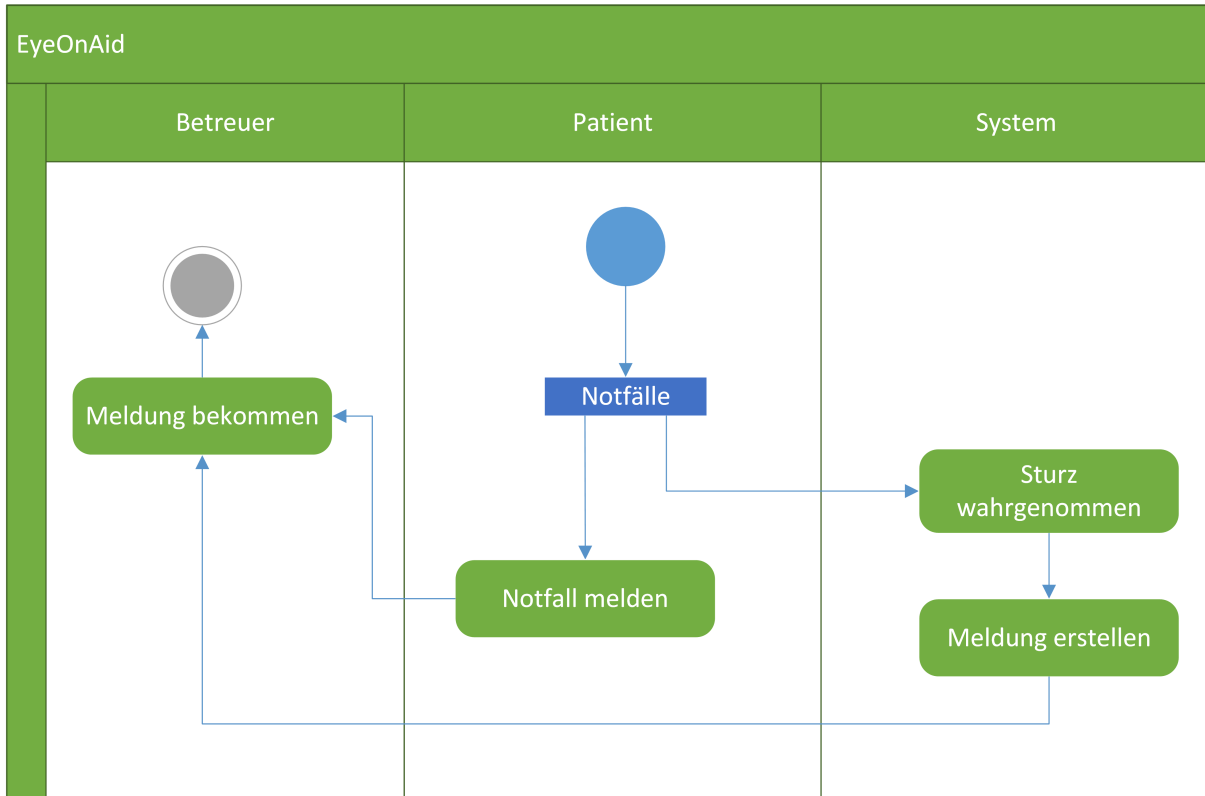 EyeOnAid
Betreuer
Patient
System
Notfälle
Meldung bekommen
Sturz
wahrgenommen
Notfall melden
Meldung erstellen